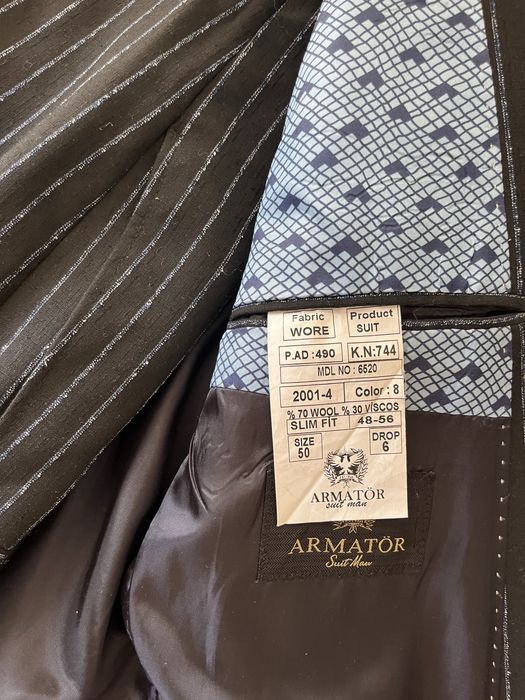 Fabric Product
WORE SUIT
P.AD:490 K.N:744
MDL NO : 6520
2001-4 Color : 8
% 70 WOOL % 30 VISCOS
SLIM FIT 48-56
SIZE DROP
50 6
ARMATÖR
suit man
ARMATÖR
Suit Man